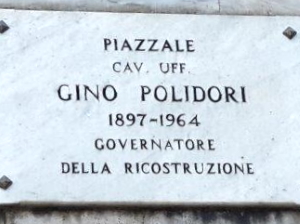 PIAZZALE
CAV. UFF.
GINO POLIDORI
1897-1964
GOVERNATORE
DELLA RICOSTRUZIONE